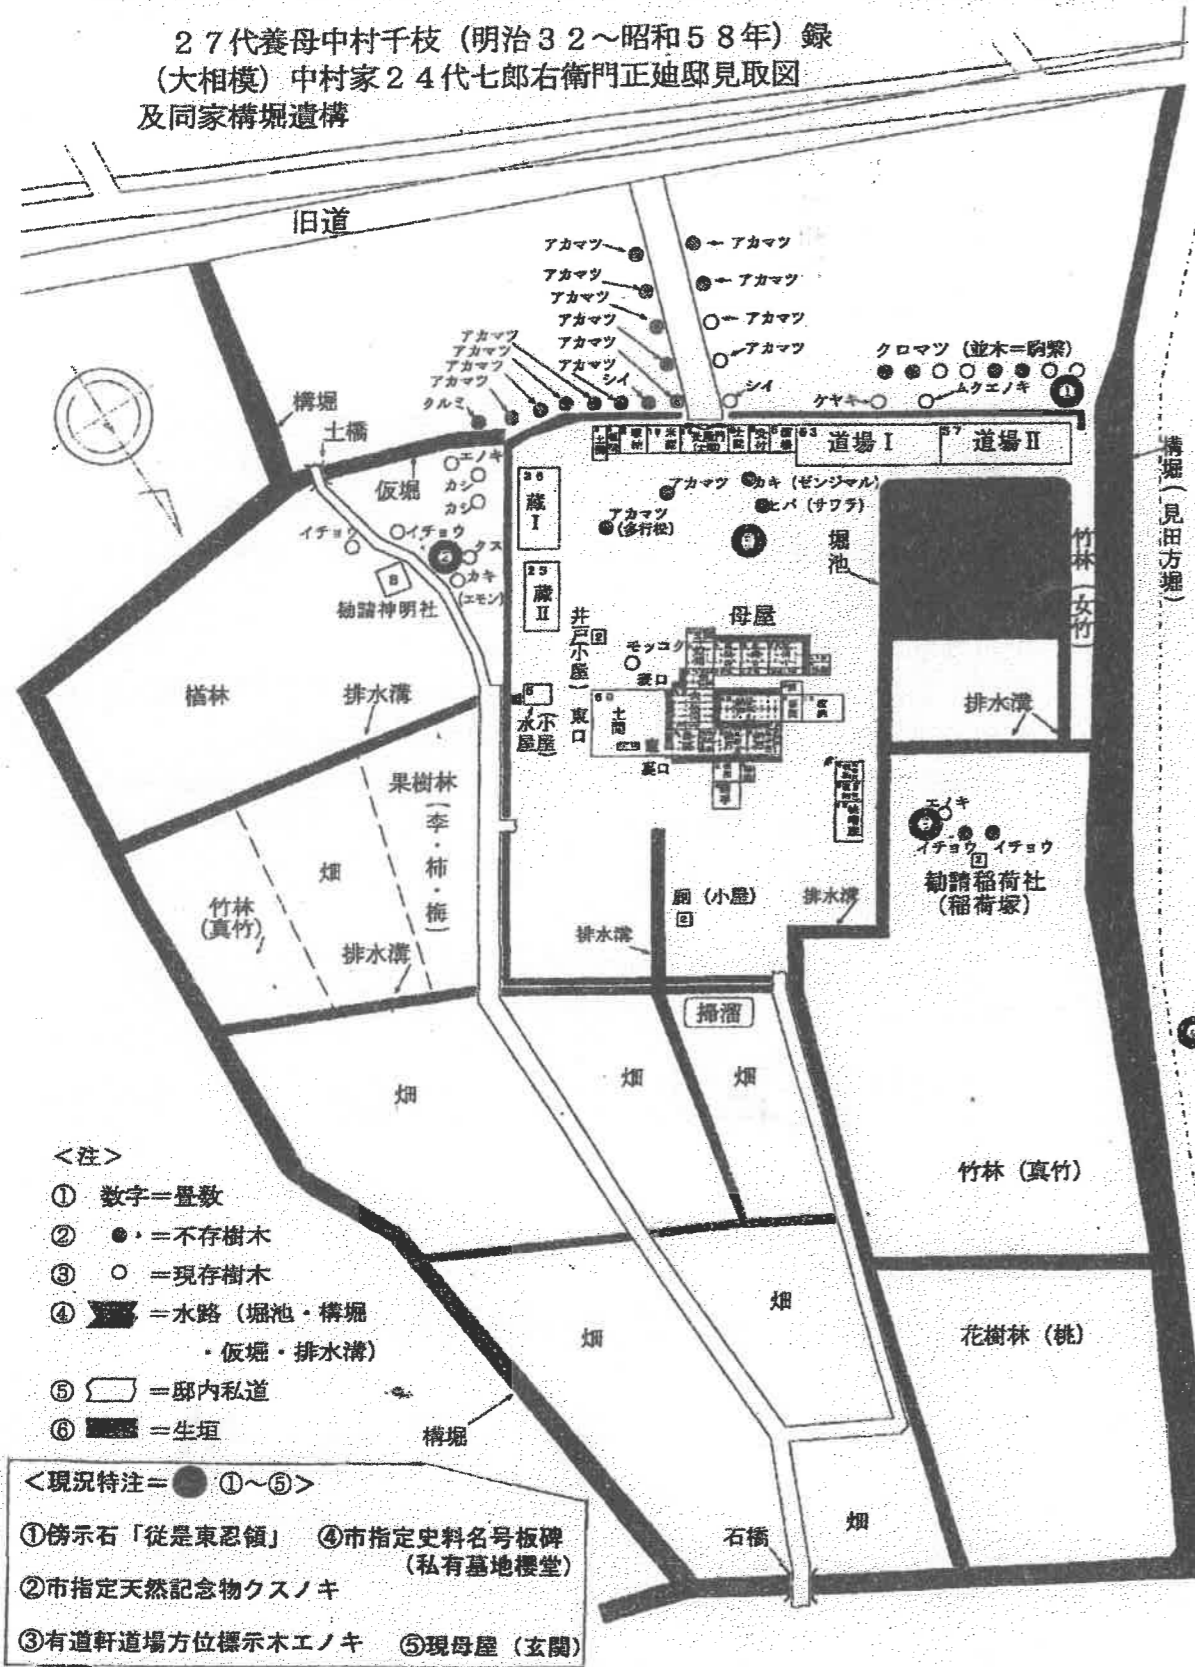 27代養母中村千枝（明治32～昭和58年）録
（大相模）中村家24代七郎右衛門正廸邸見取図
及同家構堀遺構
旧道
アカマツ
アカマツ
アカマツ
アカマツ
アカマツ
アカマツ
アカマツ
アカマツ
アカマツ
アカマツ
シイ
アカマツ
アカマツ
アカマツ
アカマツ
クルミ
シイ
クロマツ（並木＝駒繋）
ケヤキ
ムクエノキ
①
構堀
土橋
仮堀
エノキ
カシ
カシ
イチョウ
イチョウ
クス
カキ
（エモン）
8
勧請神明社
36
蔵Ⅰ
25
蔵Ⅱ
53
道場Ⅰ
57
道場Ⅱ
アカマツ
カキ（ゼンジマル）
アカマツ
（多行松）
ヒバ（サワラ）
堀池
竹林（女竹）
構堀（見田方堀）
母屋
井戸（小屋）
2
モッコク
東口
60
土間
裏口
6
水屋（小屋）
楢林
排水溝
排水溝
果樹林（李・柿・梅）
畑
竹林
（真竹）
排水溝
エノキ
イチョウ
イチョウ
2
勧請稲荷社
（稲荷塚）
（小屋）
2
排水溝
排水溝
掃溜
畑
畑
畑
竹林（真竹）
畑
畑
花樹林（桃）
構堀
石橋
畑
＜注＞
① 数字＝畳数
② ●＝不存樹木
③ ○＝現存樹木
④ ＝水路（堀池・構堀
・仮堀・排水溝）
⑤ ＝邸内私道
⑥ ＝生垣
＜現況特注＝● ①～⑤＞
①傍示石「従是東忍領」 ④市指定史料名号板碑
（私有墓地櫻堂）
②市指定天然記念物クスノキ
③有道軒道場方位標示木エノキ ⑤現母屋（玄関）